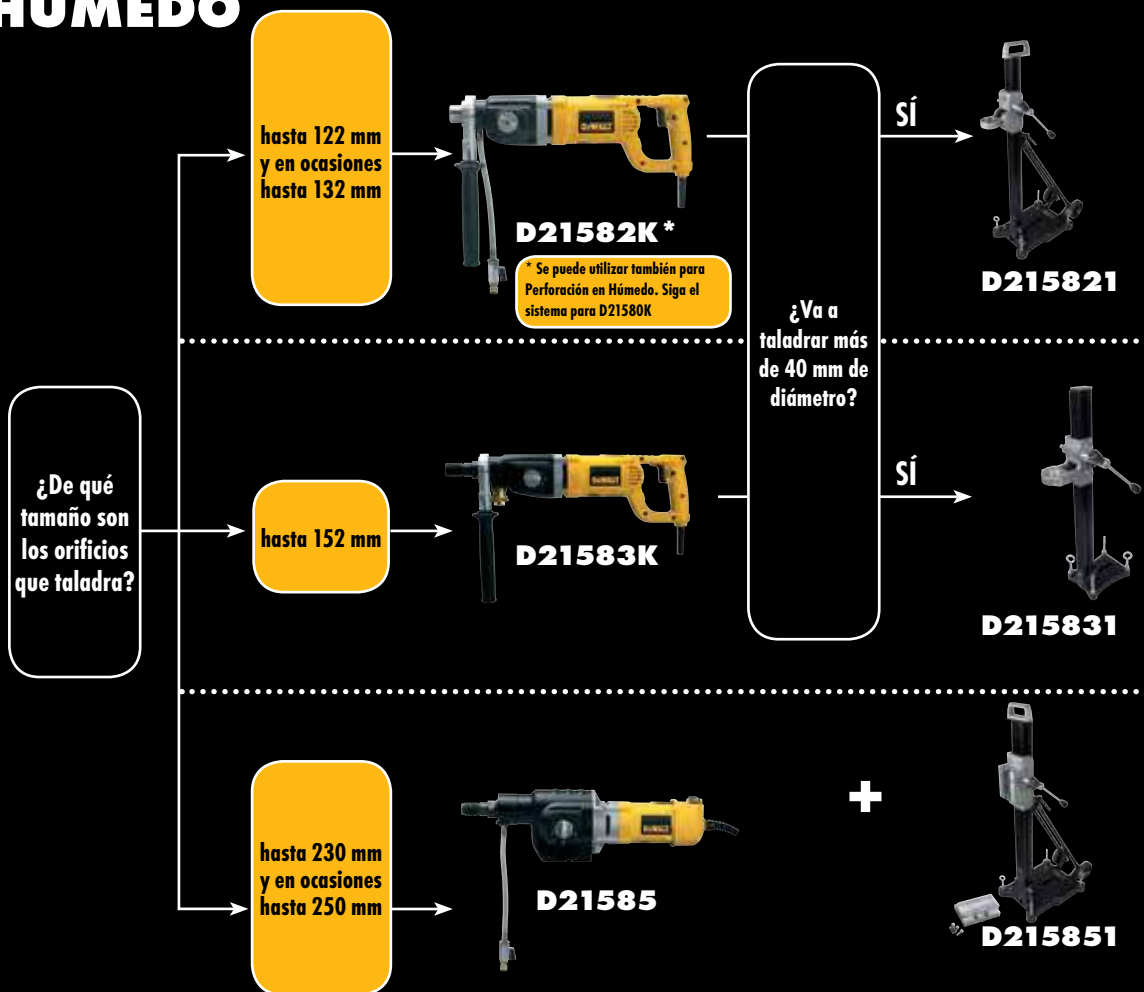 HÚMEDO
hasta 122 mm
y en ocasiones
hasta 132 mm
DEWALT
D21582K*
* Se puede utilizar también para
Perforación en Húmedo. Siga el
sistema para D21580K
SÍ
D215821
¿Va a
taladrar más
de 40 mm de
diámetro?
¿De qué
tamaño son
los orificios
que taladra?
hasta 152 mm
DEWALT
D21583K
SÍ
D215831
hasta 230 mm
y en ocasiones
hasta 250 mm
DEWALT
D21585
+
D215851